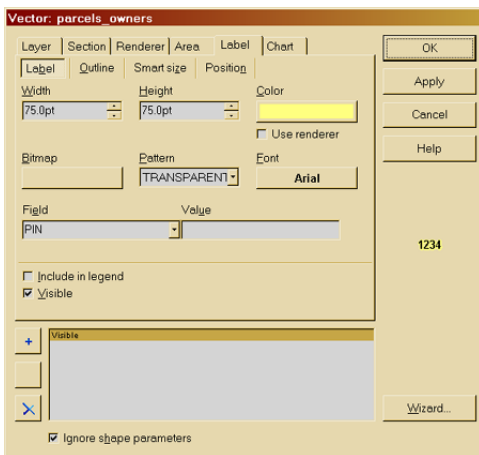 Vector: parcels_owners
Layer Section Renderer Area Label Chart
Label Outline Smart size Position
Width Height Color
75.0pt 75.0pt
Use renderer
Bitmap Pattern Font
TRANSPARENT Arial
Field Value
PIN
Include in legend
Visible
OK
Apply
Cancel
Help
1234
+ Visible
Wizard...
Ignore shape parameters